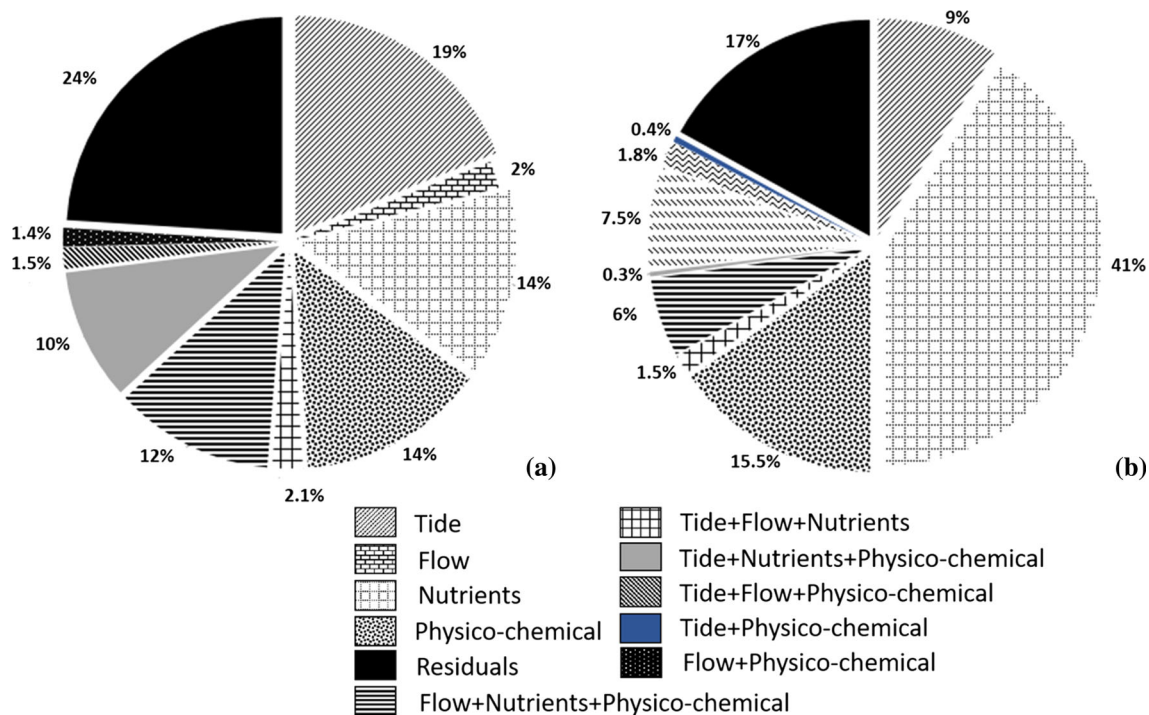 19%
2%
14%
14%
2.1%
12%
10%
1.5%
1.4%
24%
(a)
9%
41%
15.5%
1.5%
6%
0.3%
7.5%
1.8%
0.4%
17%
(b)
Tide
Flow
Nutrients
Physico-chemical
Residuals
Flow+Nutrients+Physico-chemical
Tide+Flow+Nutrients
Tide+Nutrients+Physico-chemical
Tide+Flow+Physico-chemical
Tide+Physico-chemical
Flow+Physico-chemical